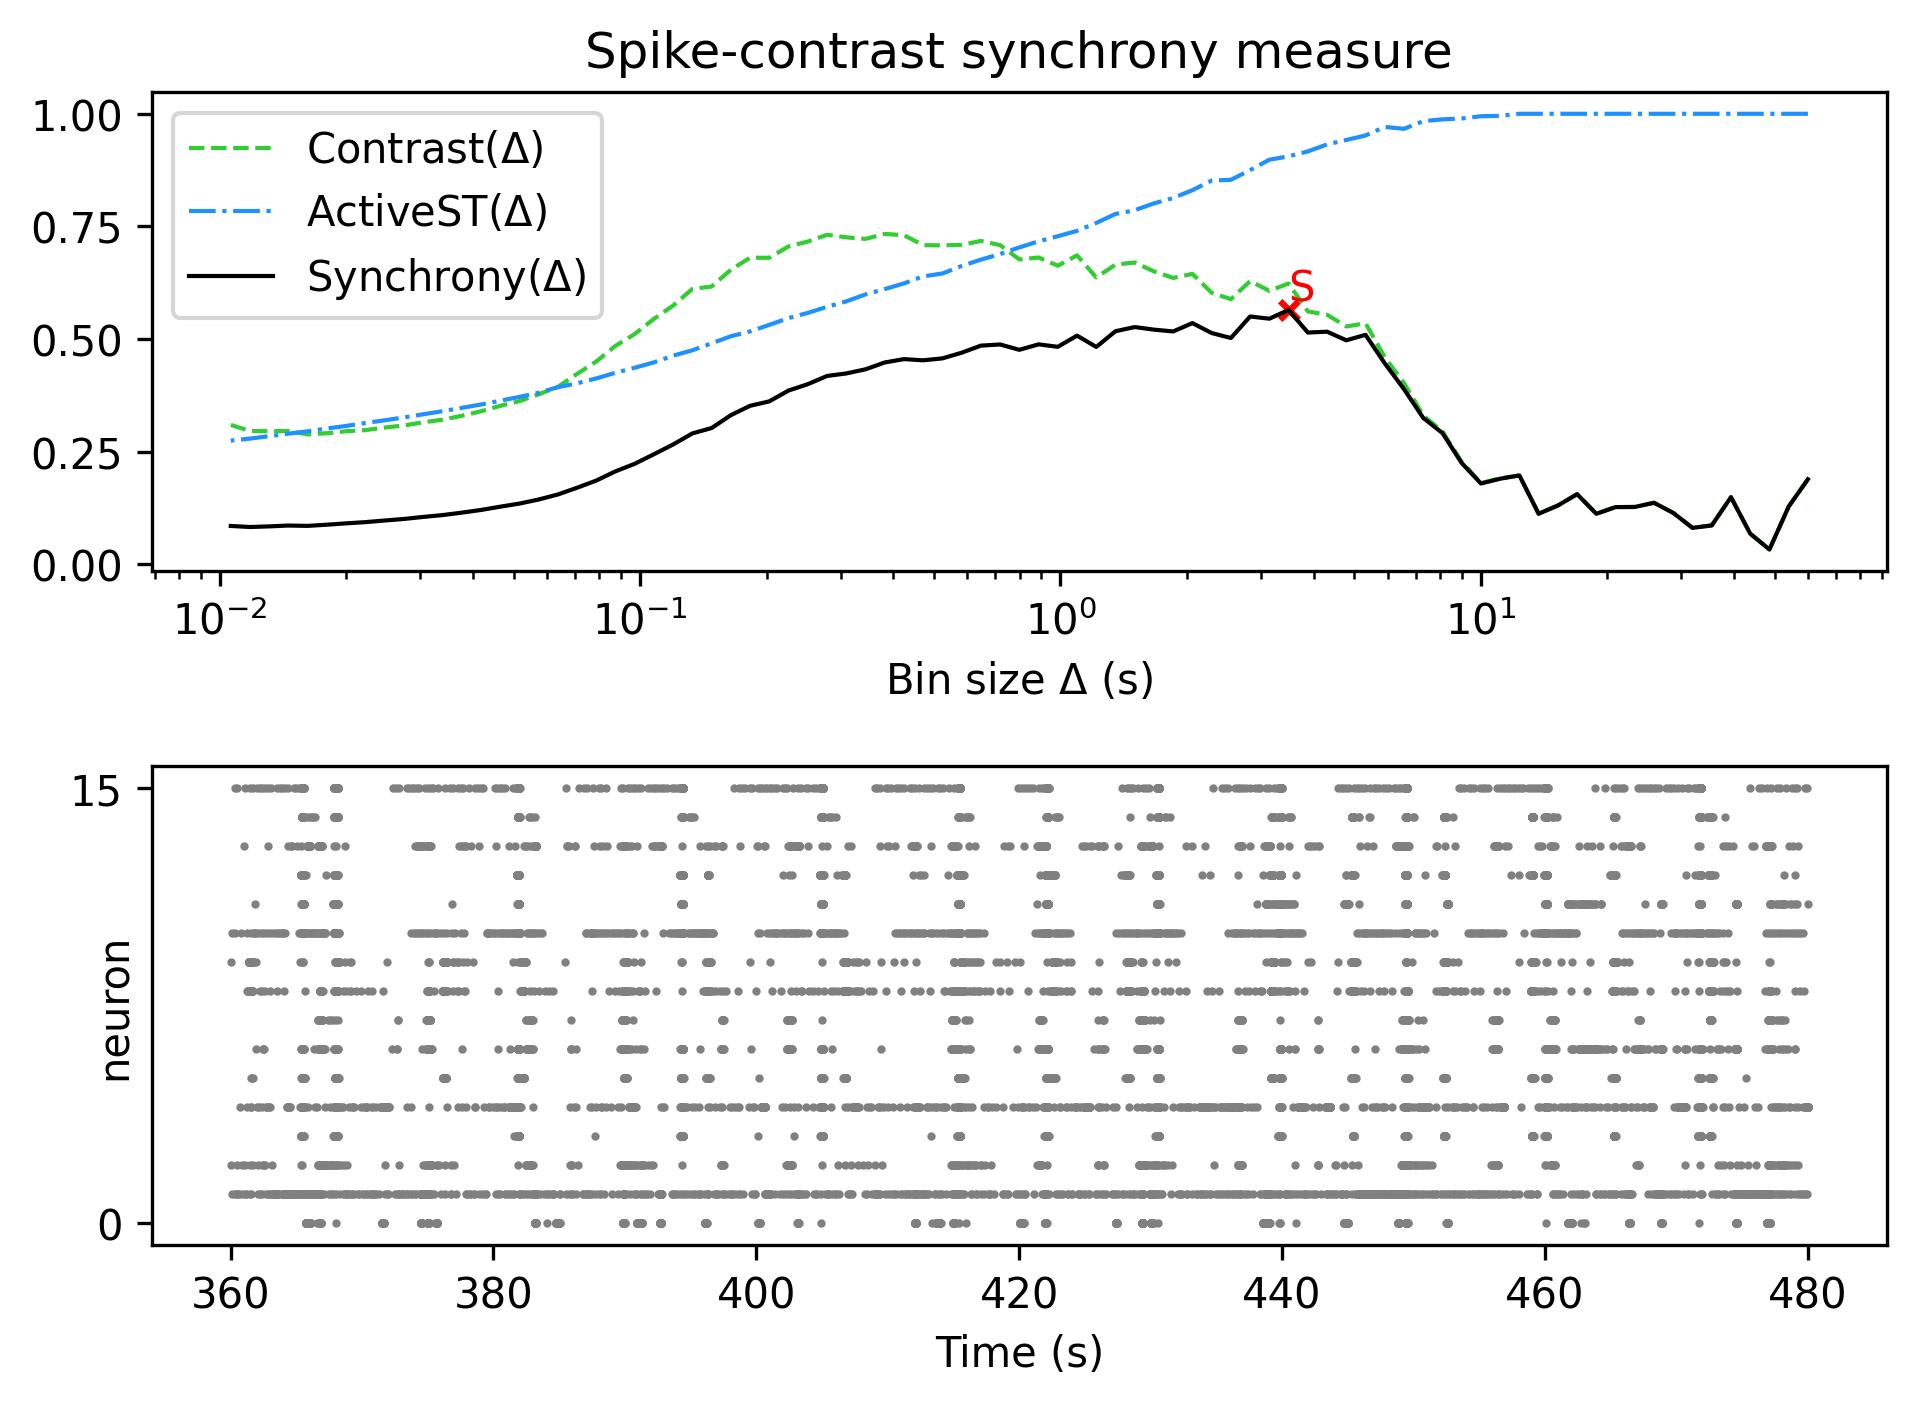 Spike-contrast synchrony measure
1.00
0.75
0.50
0.25
0.00
Contrast(Δ)
ActiveST(Δ)
Synchrony(Δ)
S
10⁻² 10⁻¹ 10⁰ 10¹
Bin size Δ (s)
15
0
neuron
360 380 400 420 440 460 480
Time (s)